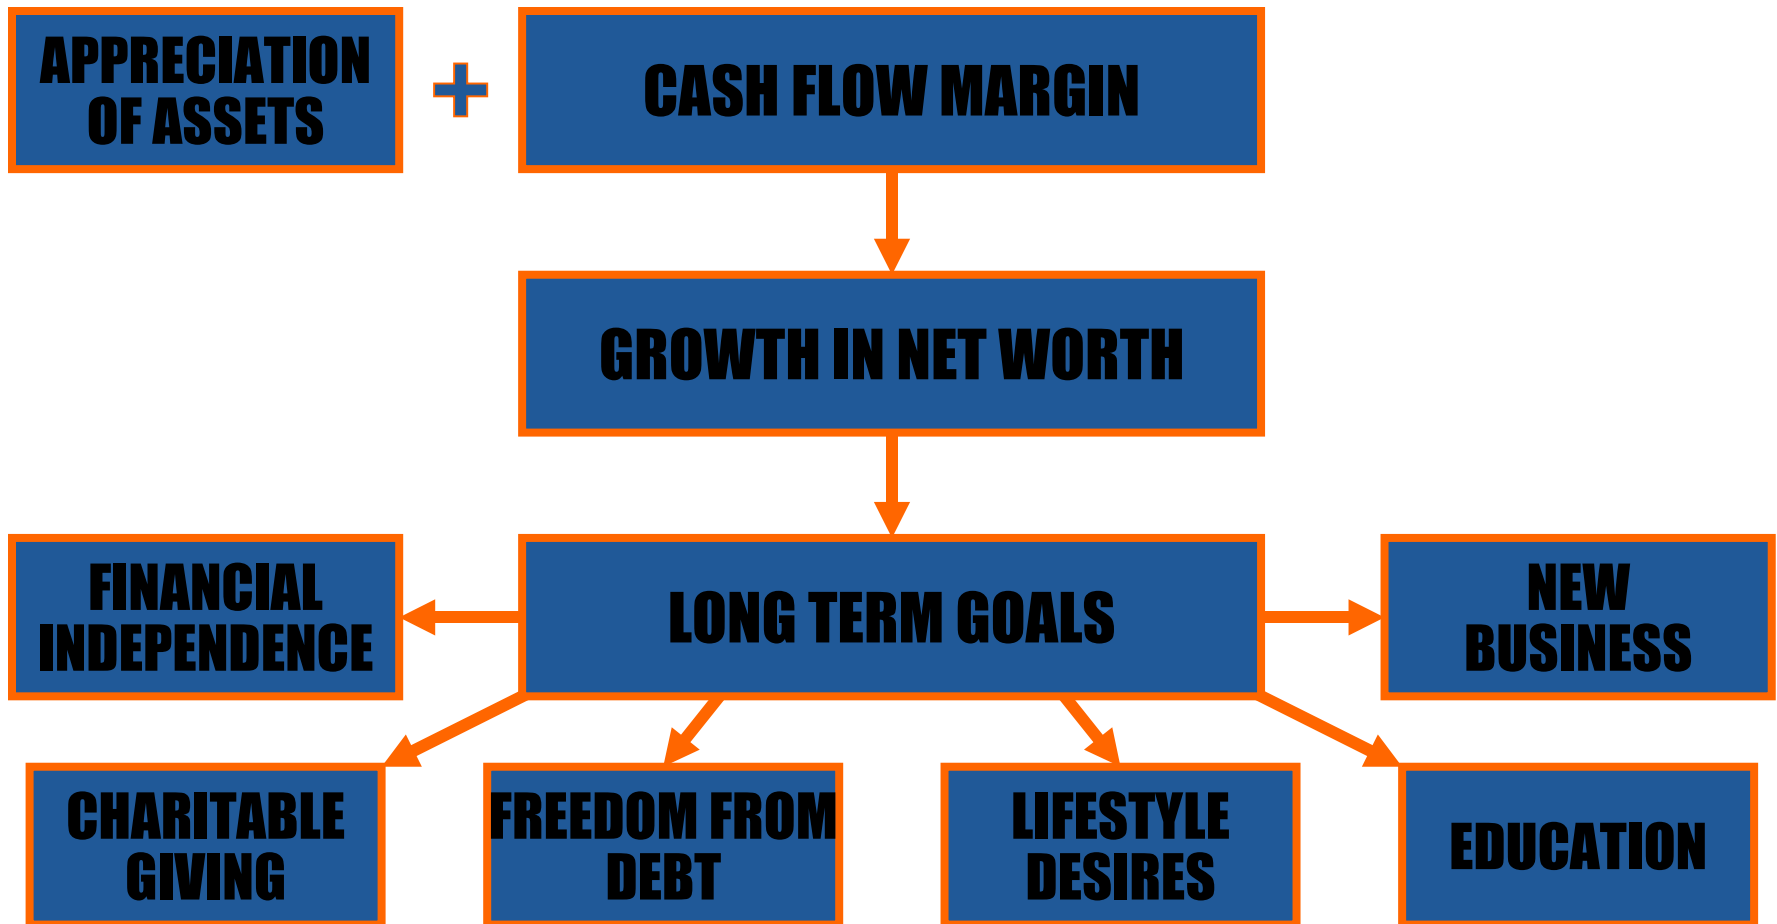 APPRECIATION
OF ASSETS
CASH FLOW MARGIN
GROWTH IN NET WORTH
FINANCIAL
INDEPENDENCE
LONG TERM GOALS
NEW
BUSINESS
CHARITABLE
GIVING
FREEDOM FROM
DEBT
LIFESTYLE
DESIRES
EDUCATION